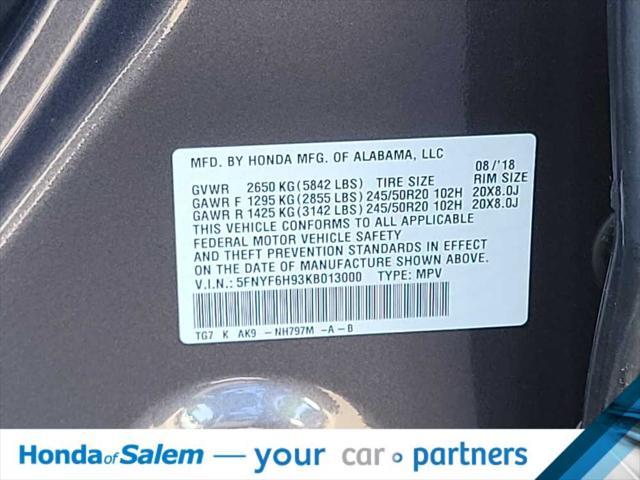 MFD. BY HONDA MFG. OF ALABAMA, LLC 08/'18
GVWR 2650 KG(5842 LBS) TIRE SIZE RIM SIZE
GAWR F 1295 KG(2855 LBS)245/50R20 102H 20X8.0J
GAWR R 1425 KG(3142 LBS)245/50R20 102H 20X8.0J
THIS VEHICLE CONFORMS TO ALL APPLICABLE
FEDERAL MOTOR VEHICLE SAFETY
AND THEFT PREVENTION STANDARDS IN EFFECT
ON THE DATE OF MANUFACTURE SHOWN ABOVE.
V.I.N.: 5FNYF6H93KB013000 TYPE: MPV
TG7 K AK9 -NH797M -A-B
Honda of Salem — your car partners